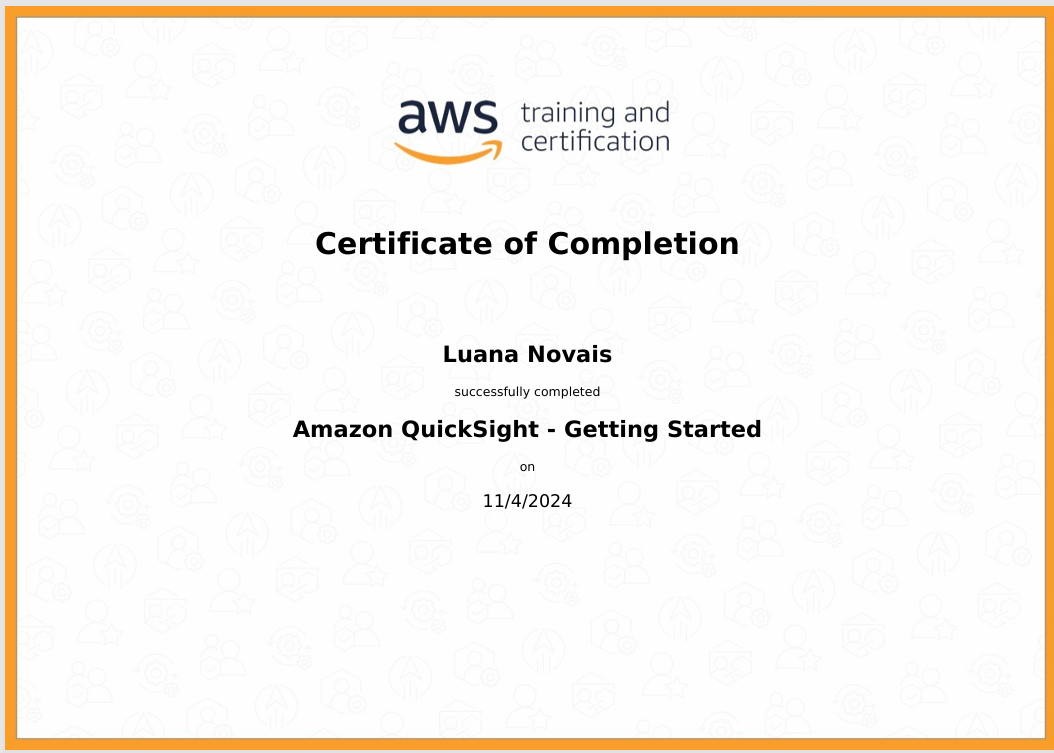 aws training and
certification
Certificate of Completion
Luana Novais
successfully completed
Amazon QuickSight - Getting Started
on
11/4/2024